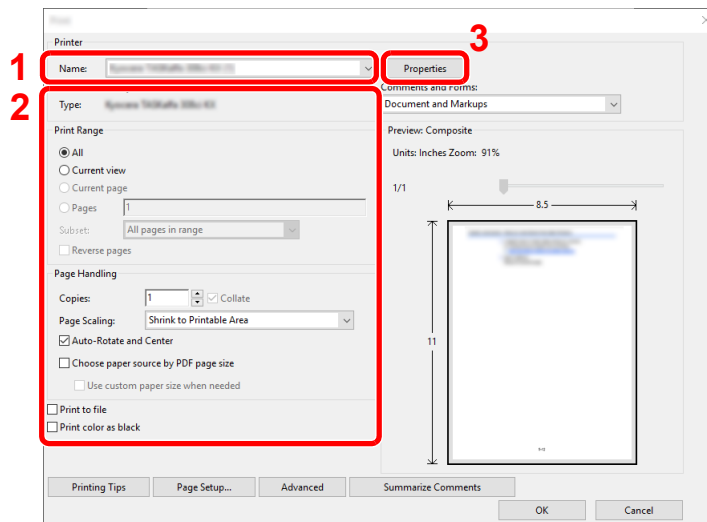 Printer
3
1
Name:
Properties
2
Comments and Forms:
Type:
Document and Markups
Print Range
Preview: Composite
All
Units: Inches Zoom: 91%
Current view
Current page
1/1
Pages
1
8.5
Subset:
All pages in range
Reverse pages
Page Handling
Copies:
1
Collate
Page Scaling:
Shrink to Printable Area
11
Auto-Rotate and Center
Choose paper source by PDF page size
Use custom paper size when needed
Print to file
Print color as black
Printing Tips
Page Setup...
Advanced
Summarize Comments
OK
Cancel